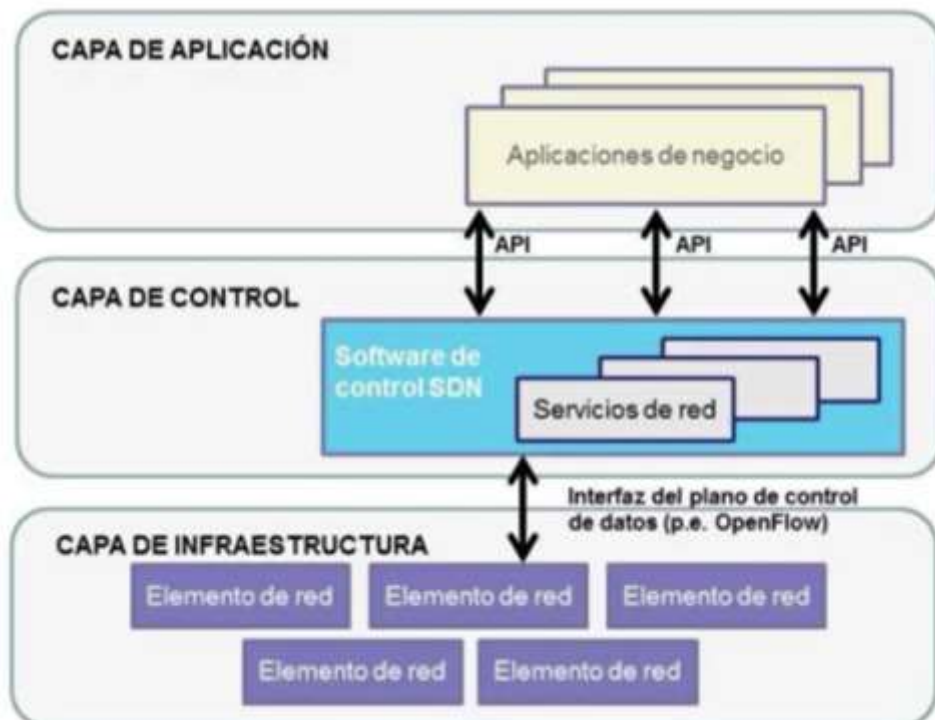 CAPA DE APLICACIÓN
Aplicaciones de negocio
API
API
API
CAPA DE CONTROL
Software de
control SDN
Servicios de red
Interfaz del plano de control
de datos (p.e. OpenFlow)
CAPA DE INFRAESTRUCTURA
Elemento de red
Elemento de red
Elemento de red
Elemento de red
Elemento de red